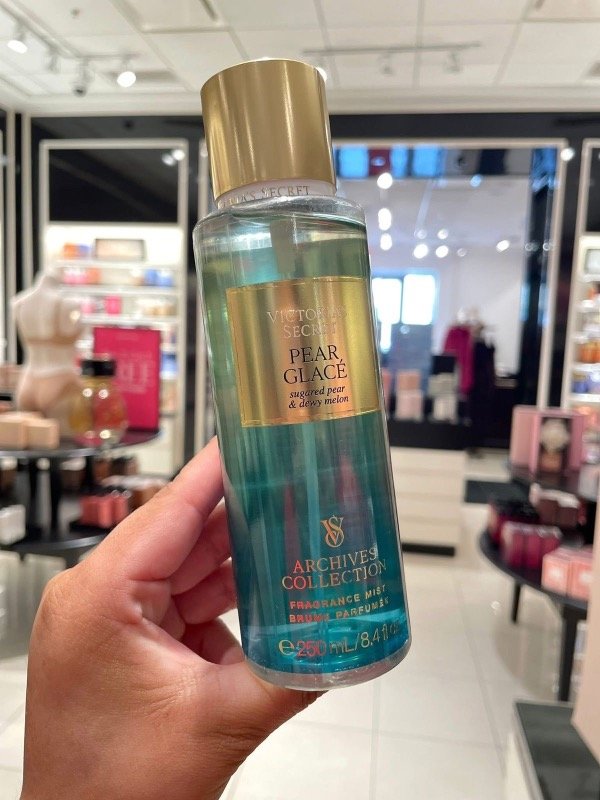 VICTORIA'S
SECRET
PEAR
GLACÉ
sugared pear
& dewy melon
VS
ARCHIVES
COLLECTION
FRAGRANCE MIST
BRUME PARFUMÉE
℮ 250 mL/8.4 fl